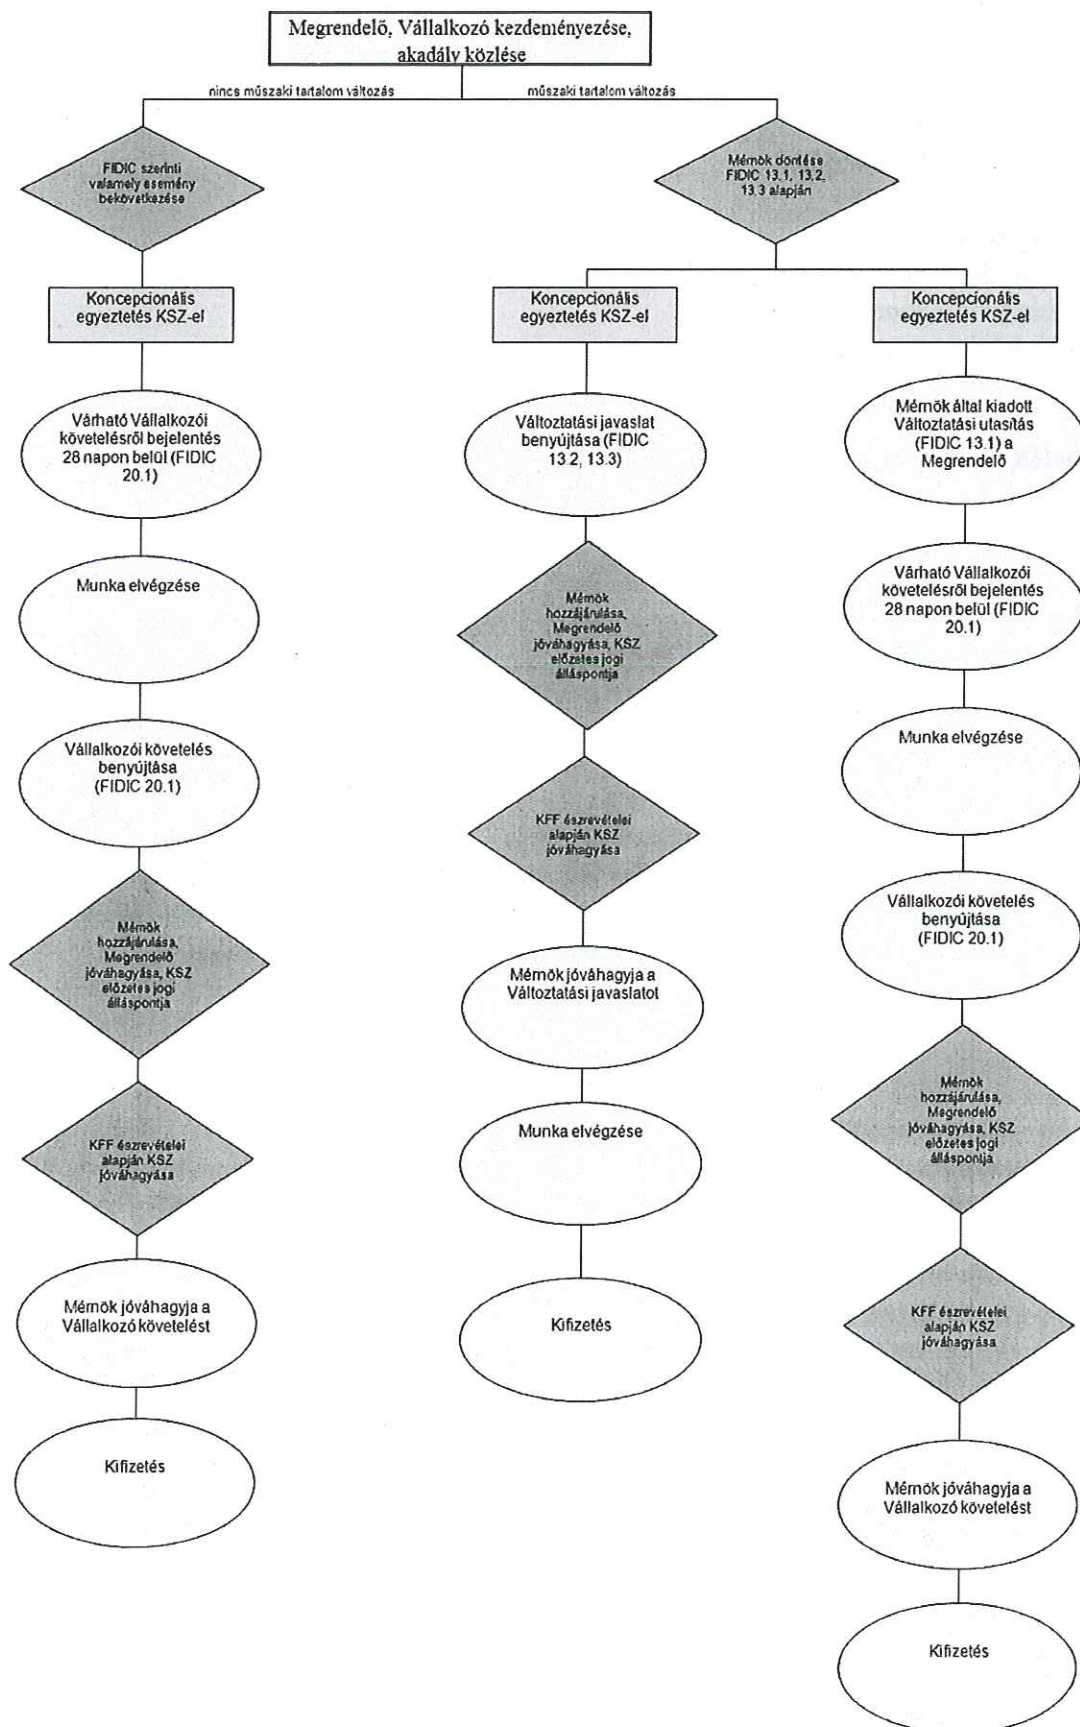 Megrendelő, Vállalkozó kezdeményezése,
akadály közlése
nincs műszaki tartalom változás
műszaki tartalom változás
FIDIC szerinti
valamely esemény
bekövetkezése
Mérnök döntése
FIDIC 13.1, 13.2,
13.3 alapján
Koncepcionális
egyeztetés KSZ-el
Koncepcionális
egyeztetés KSZ-el
Koncepcionális
egyeztetés KSZ-el
Várható Vállalkozói
követelésről bejelentés
28 napon belül (FIDIC
20.1)
Munka elvégzése
Vállalkozói követelés
benyújtása
(FIDIC 20.1)
Mérnök
hozzájárulása,
Megrendelő
jóváhagyása, KSZ
előzetes jogi
álláspontja
KFF észrevételei
alapján KSZ
jóváhagyása
Mérnök jóváhagyja a
Vállalkozó követelést
Kifizetés
Változtatási javaslat
benyújtása (FIDIC
13.2, 13.3)
Mérnök
hozzájárulása,
Megrendelő
jóváhagyása, KSZ
előzetes jogi
álláspontja
KFF észrevételei
alapján KSZ
jóváhagyása
Mérnök jóváhagyja a
Változtatási javaslatot
Munka elvégzése
Kifizetés
Mérnök által kiadott
Változtatási utasítás
(FIDIC 13.1) a
Megrendelő
Várható Vállalkozói
követelésről bejelentés
28 napon belül (FIDIC
20.1)
Munka elvégzése
Vállalkozói követelés
benyújtása
(FIDIC 20.1)
Mérnök
hozzájárulása,
Megrendelő
jóváhagyása, KSZ
előzetes jogi
álláspontja
KFF észrevételei
alapján KSZ
jóváhagyása
Mérnök jóváhagyja a
Vállalkozó követelést
Kifizetés